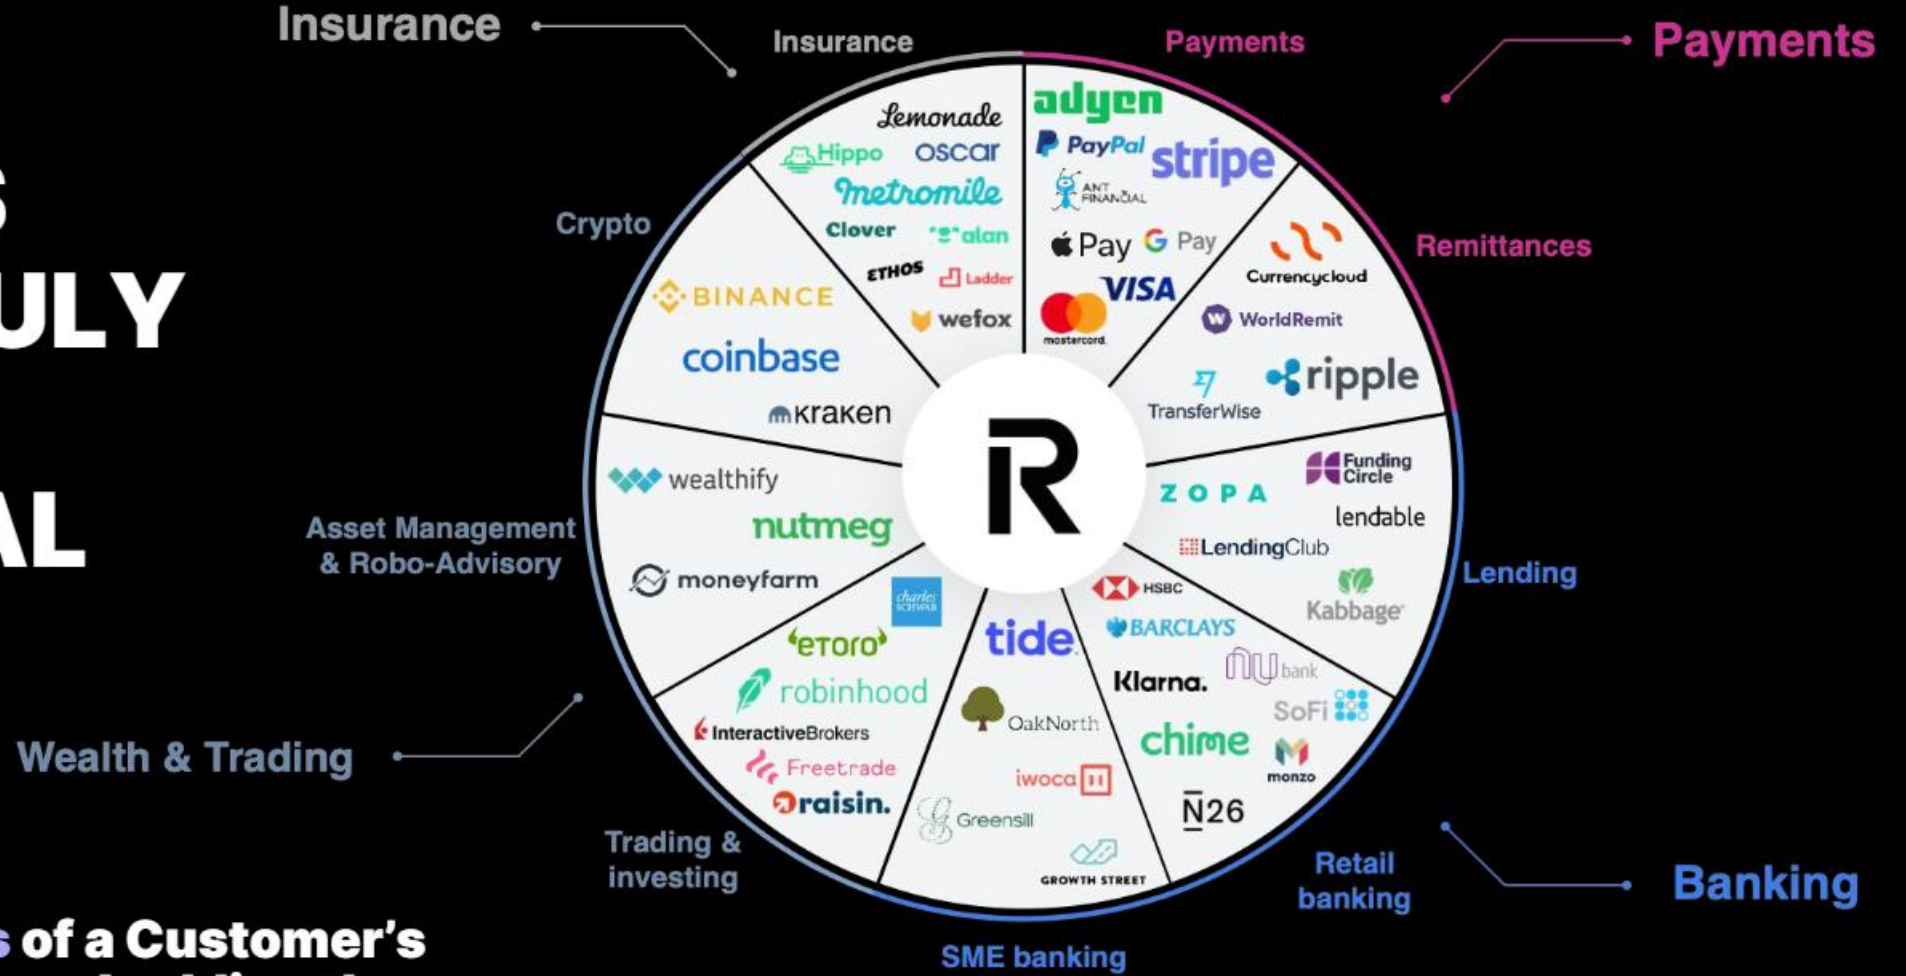 Insurance
Insurance
Payments
Payments
S
ULY
AL
s of a Customer's
Crypto
Remittances
Asset Management
& Robo-Advisory
Lending
Wealth & Trading
Trading &
investing
Retail
banking
Banking
SME banking
Lemonade
Hippo
oscar
metromile
Clover
alan
ETHOS
Ladder
wefox
adyen
PayPal
stripe
ANT
FINANCIAL
Pay
G Pay
VISA
mastercard
Currencycloud
W WorldRemit
ripple
TransferWise
Funding
Circle
ZOPA
lendable
LendingClub
Kabbage
HSBC
BARCLAYS
nu bank
Klarna.
SoFi
chime
monzo
N26
tide
OakNorth
iwoca
Greensill
GROWTH STREET
charles
SCHWAB
eToro
robinhood
InteractiveBrokers
Freetrade
raisin.
wealthify
nutmeg
moneyfarm
BINANCE
coinbase
kraken
R